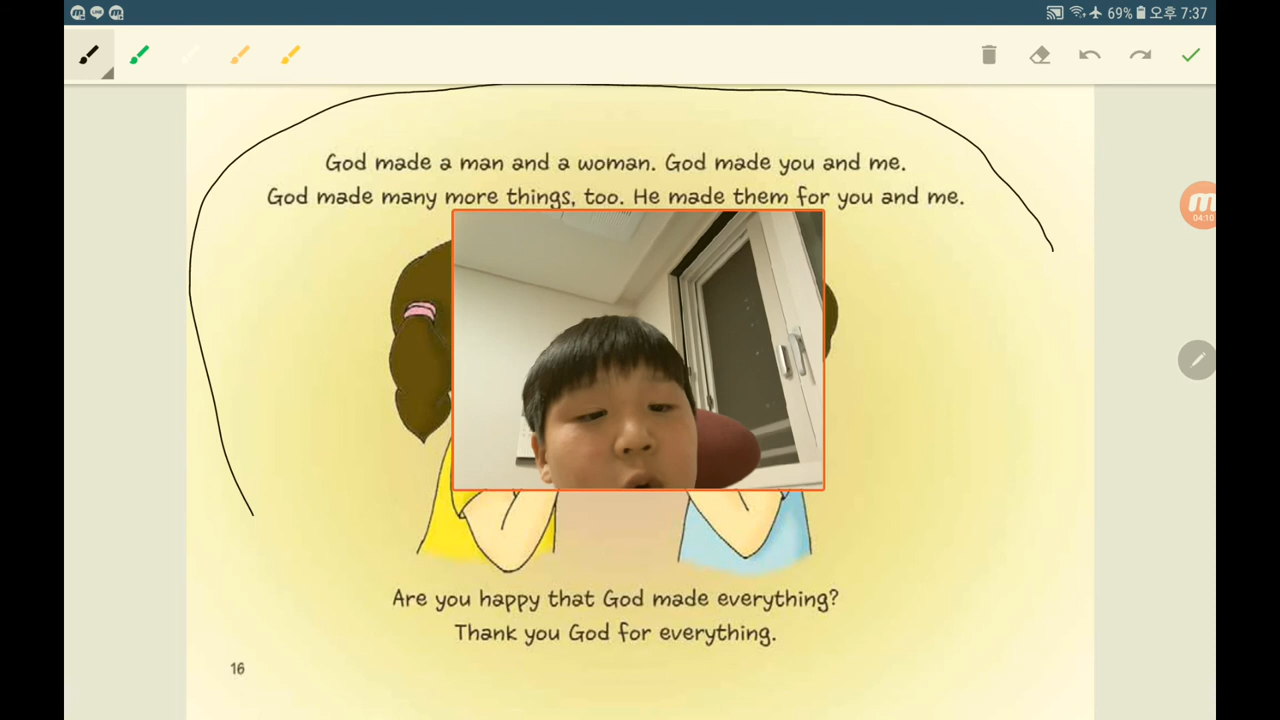 69% 오후 7:37
God made a man and a woman. God made you and me.
God made many more things, too. He made them for you and me.
04:10
Are you happy that God made everything?
Thank you God for everything.
16